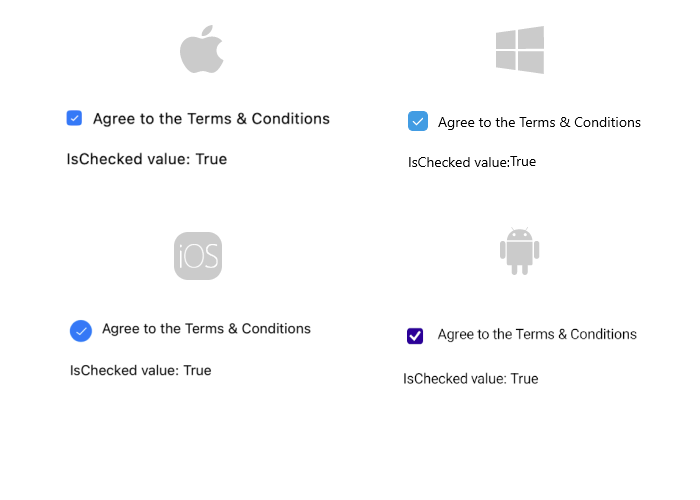 Agree to the Terms & Conditions
IsChecked value: True
Agree to the Terms & Conditions
IsChecked value:True
iOS
Agree to the Terms & Conditions
IsChecked value: True
Agree to the Terms & Conditions
IsChecked value: True